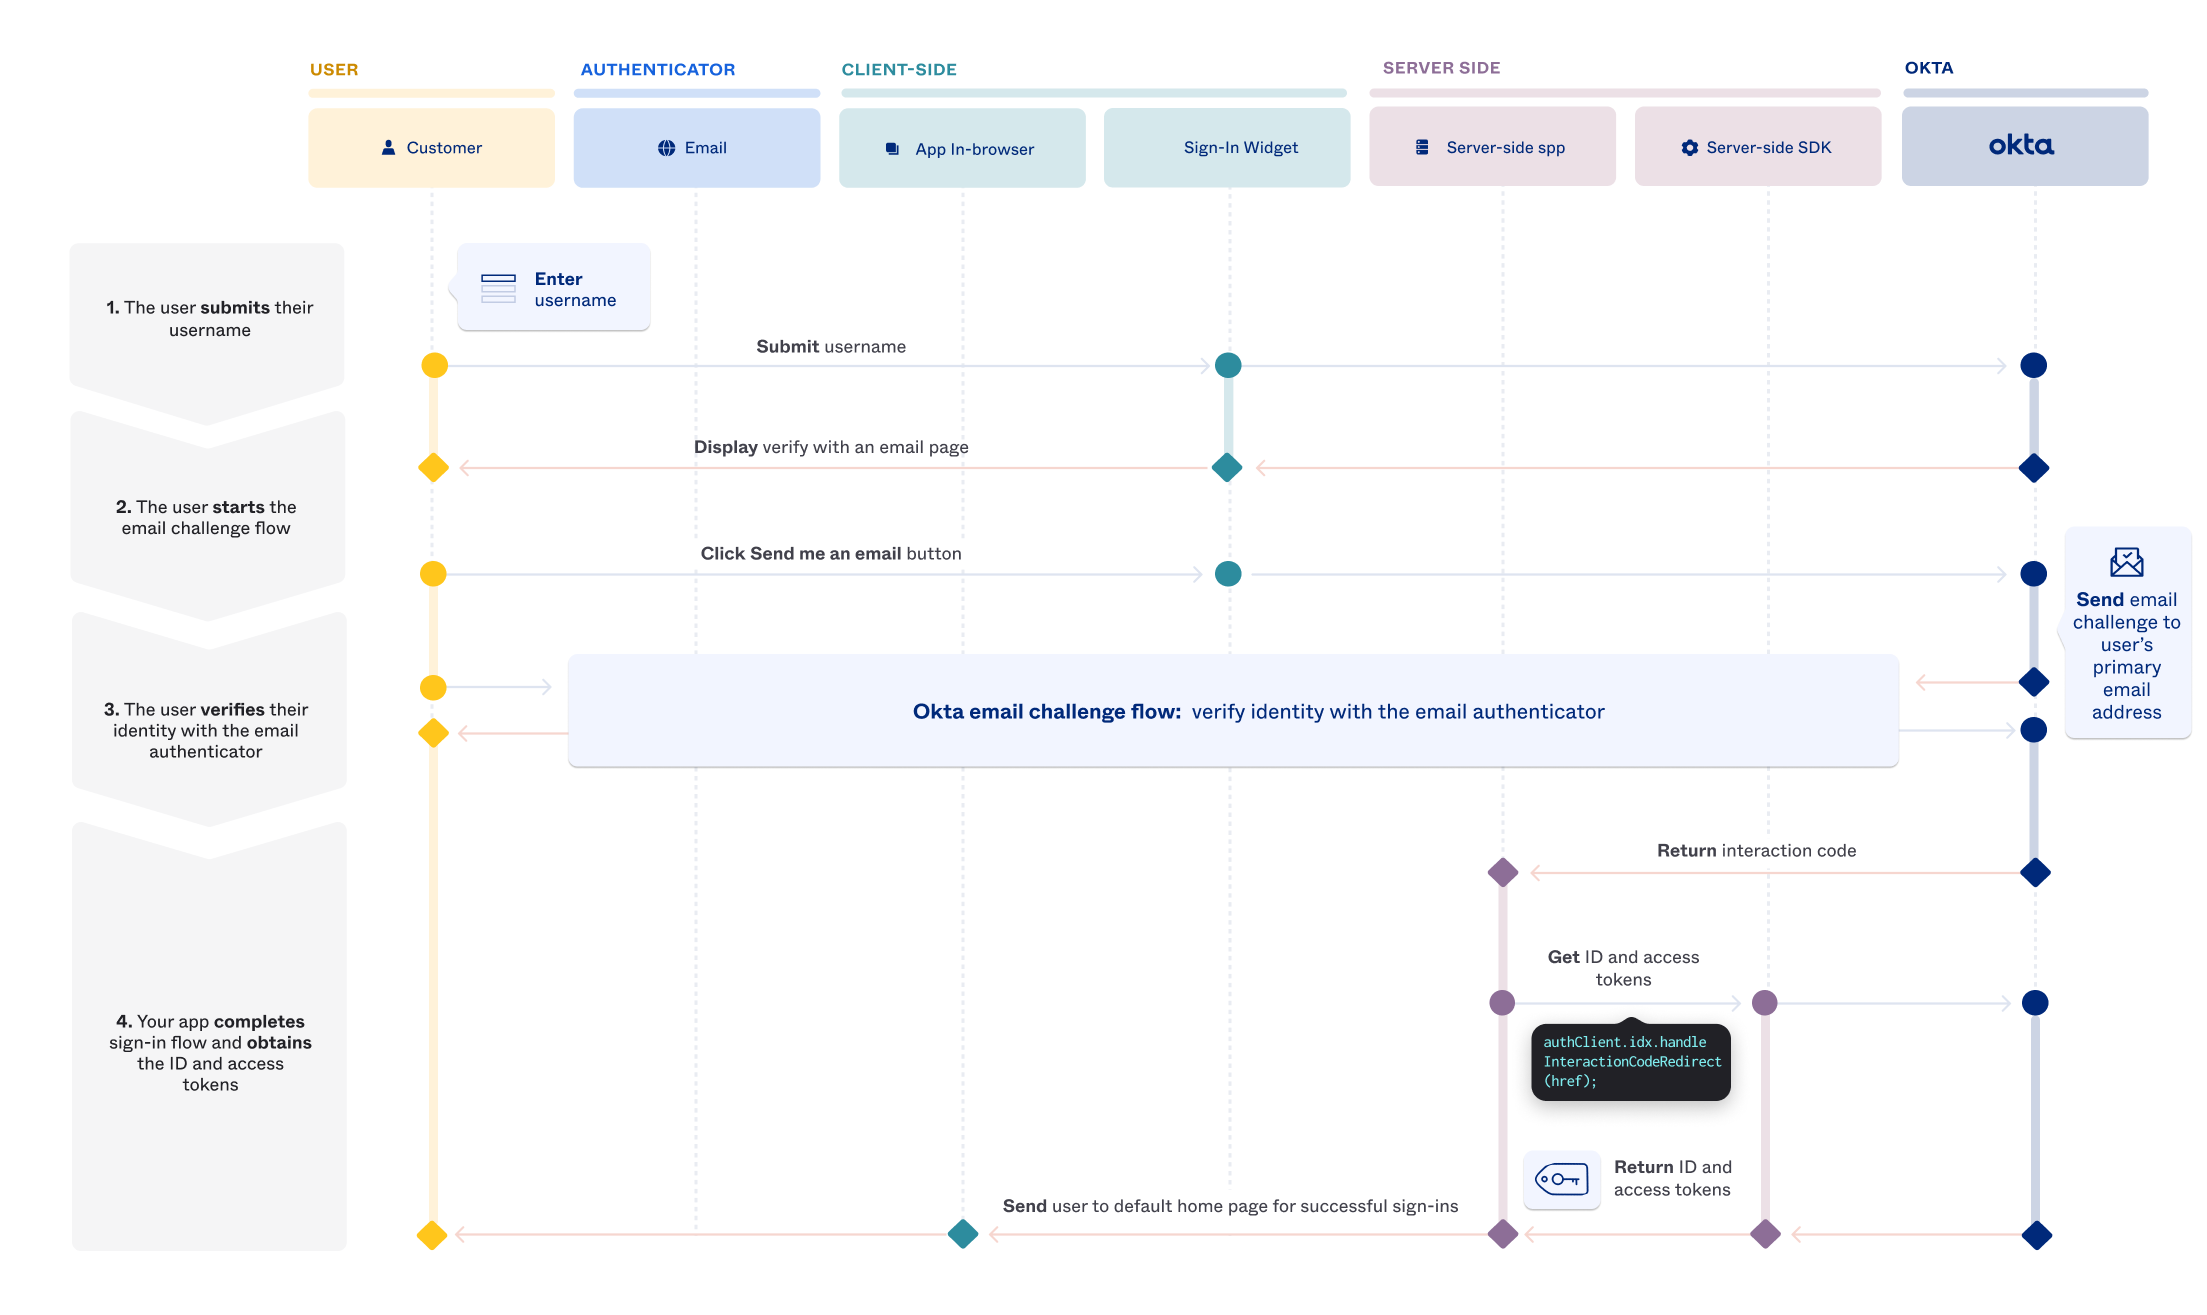 USER
AUTHENTICATOR
CLIENT-SIDE
SERVER SIDE
OKTA
Customer
Email
App In-browser
Sign-In Widget
Server-side spp
Server-side SDK
okta
1. The user submits their
username
Enter
username
Submit username
Display verify with an email page
2. The user starts the
email challenge flow
Click Send me an email button
Send email
challenge to
user's
primary
email
address
3. The user verifies their
identity with the email
authenticator
Okta email challenge flow: verify identity with the email authenticator
Return interaction code
Get ID and access
tokens
4. Your app completes
sign-in flow and obtains
the ID and access
tokens
authClient.idx.handle
InteractionCodeRedirect
(href);
Return ID and
access tokens
Send user to default home page for successful sign-ins